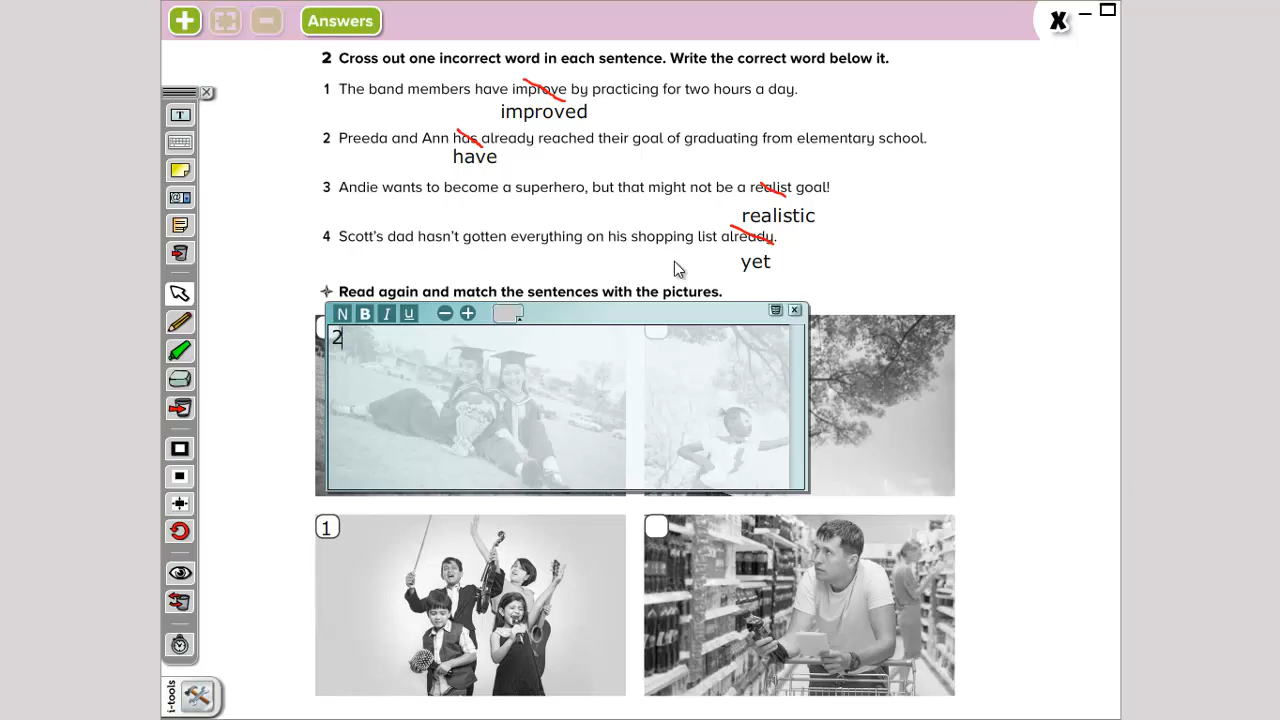 Answers
X
2 Cross out one incorrect word in each sentence. Write the correct word below it.
1 The band members have improve by practicing for two hours a day.
improved
2 Preeda and Ann has already reached their goal of graduating from elementary school.
have
3 Andie wants to become a superhero, but that might not be a realist goal!
realistic
4 Scott's dad hasn't gotten everything on his shopping list already.
yet
Read again and match the sentences with the pictures.
N B I U
2
1
T
i-tools